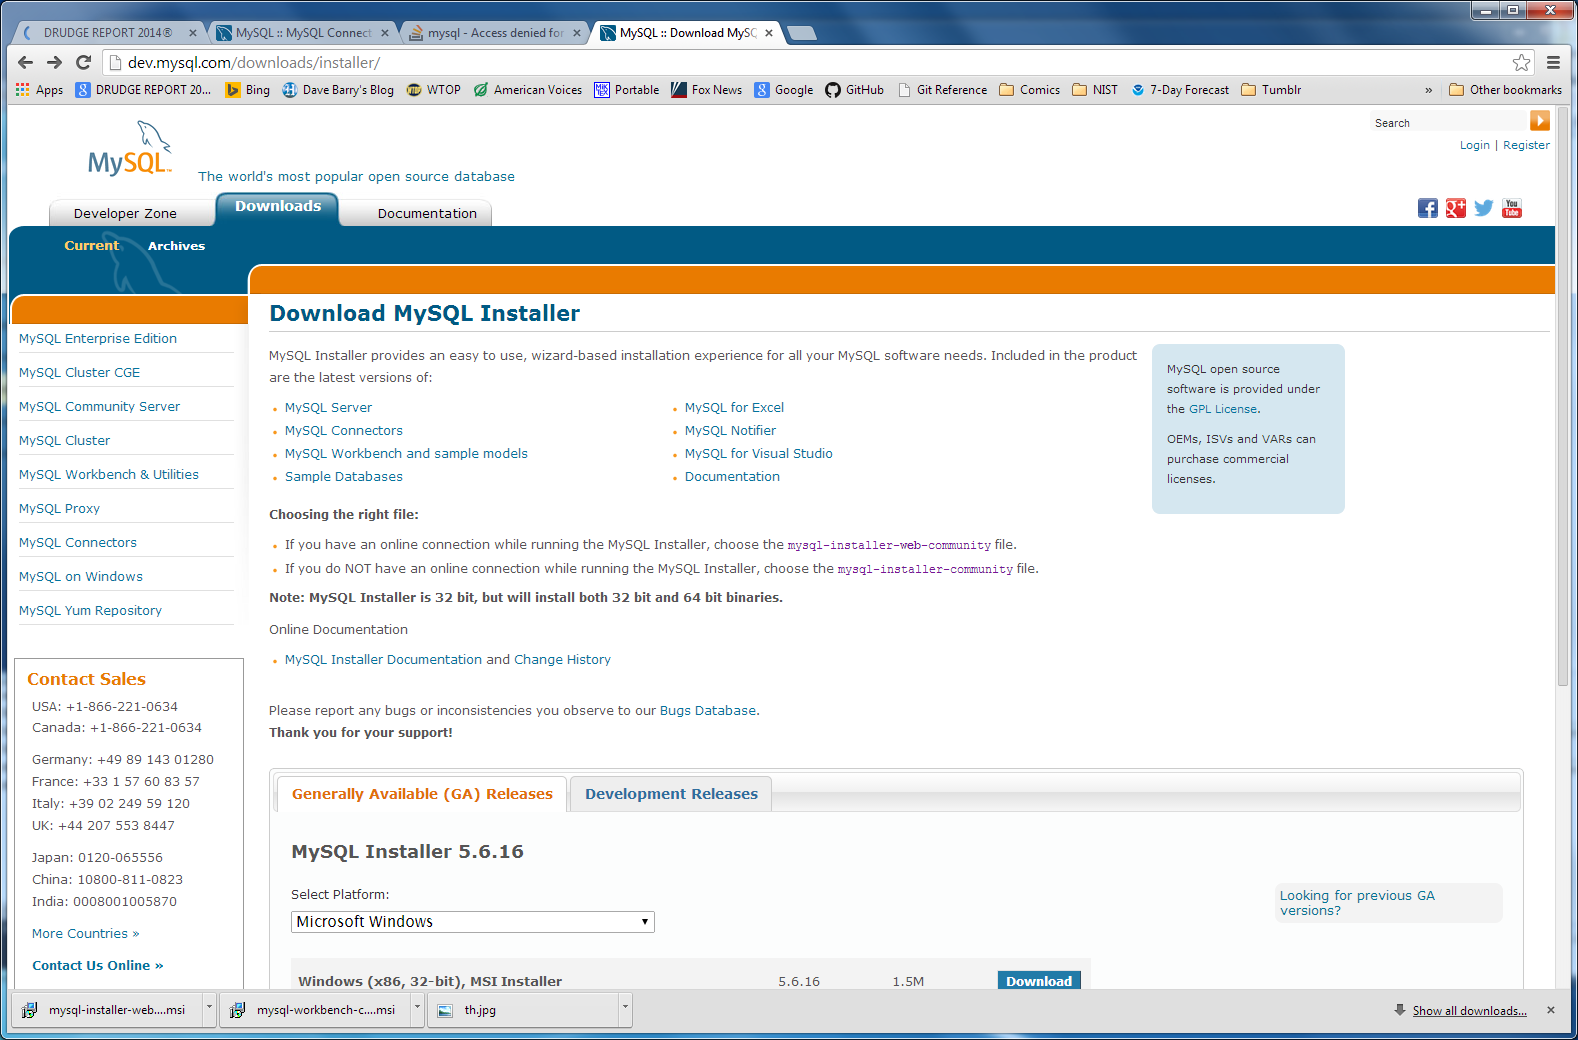 DRUDGE REPORT 2014®
MySQL :: MySQL Connect
mysql - Access denied for
MySQL :: Download MySQ
dev.mysql.com/downloads/installer/
Apps DRUDGE REPORT 20... Bing Dave Barry's Blog WTOP American Voices Portable Fox News Google GitHub Git Reference Comics NIST 7-Day Forecast Tumblr » Other bookmarks
MySQL™
The world's most popular open source database
Search
Login | Register
Developer Zone Downloads Documentation
You Tube
Current Archives
MySQL Enterprise Edition
MySQL Cluster CGE
MySQL Community Server
MySQL Cluster
MySQL Workbench & Utilities
MySQL Proxy
MySQL Connectors
MySQL on Windows
MySQL Yum Repository
Contact Sales
USA: +1-866-221-0634
Canada: +1-866-221-0634
Germany: +49 89 143 01280
France: +33 1 57 60 83 57
Italy: +39 02 249 59 120
UK: +44 207 553 8447
Japan: 0120-065556
China: 10800-811-0823
India: 0008001005870
More Countries »
Contact Us Online »
Download MySQL Installer
MySQL Installer provides an easy to use, wizard-based installation experience for all your MySQL software needs. Included in the product
are the latest versions of:
MySQL Server
MySQL Connectors
MySQL Workbench and sample models
Sample Databases
MySQL for Excel
MySQL Notifier
MySQL for Visual Studio
Documentation
MySQL open source
software is provided under
the GPL License.
OEMs, ISVs and VARs can
purchase commercial
licenses.
Choosing the right file:
If you have an online connection while running the MySQL Installer, choose the mysql-installer-web-community file.
If you do NOT have an online connection while running the MySQL Installer, choose the mysql-installer-community file.
Note: MySQL Installer is 32 bit, but will install both 32 bit and 64 bit binaries.
Online Documentation
MySQL Installer Documentation and Change History
Please report any bugs or inconsistencies you observe to our Bugs Database.
Thank you for your support!
Generally Available (GA) Releases Development Releases
MySQL Installer 5.6.16
Select Platform:
Microsoft Windows
Looking for previous GA
versions?
Windows (x86, 32-bit), MSI Installer 5.6.16 1.5M Download
mysql-installer-web....msi mysql-workbench-c....msi th.jpg Show all downloads...